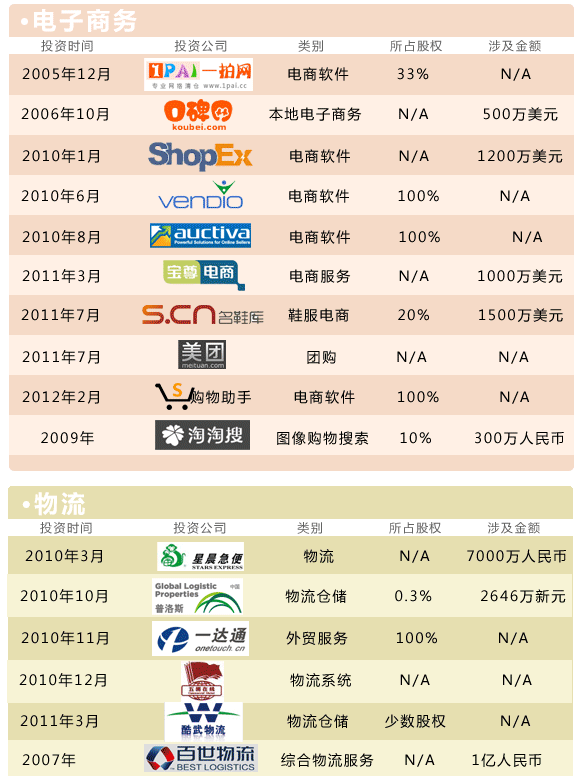 •电子商务
投资时间 投资公司 类别 所占股权 涉及金额
2005年12月 1PAI一拍网 专业网络清仓 www.1pai.cc 电商软件 33% N/A
2006年10月 口碑网 koubei.com 本地电子商务 N/A 500万美元
2010年1月 ShopEx 电商软件 N/A 1200万美元
2010年6月 venDIO 电商软件 100% N/A
2010年8月 auctiva Powerful Solutions for Online Sellers 电商软件 100% N/A
2011年3月 宝尊电商 电商服务 N/A 1000万美元
2011年7月 S.CN名鞋库 鞋服电商 20% 1500万美元
2011年7月 美团 meituan.com 团购 N/A N/A
2012年2月 S购物助手 电商软件 100% N/A
2009年 淘淘搜 图像购物搜索 10% 300万人民币
•物流
投资时间 投资公司 类别 所占股权 涉及金额
2010年3月 星晨急便 STARS EXPRESS 物流 N/A 7000万人民币
2010年10月 Global Logistic Properties 中国 普洛斯 物流仓储 0.3% 2646万新元
2010年11月 一达通 onetouch.cn 外贸服务 100% N/A
2010年12月 五洲在线 物流系统 N/A N/A
2011年3月 酷武物流 物流仓储 少数股权 N/A
2007年 百世物流 BEST LOGISTICS 综合物流服务 N/A 1亿人民币